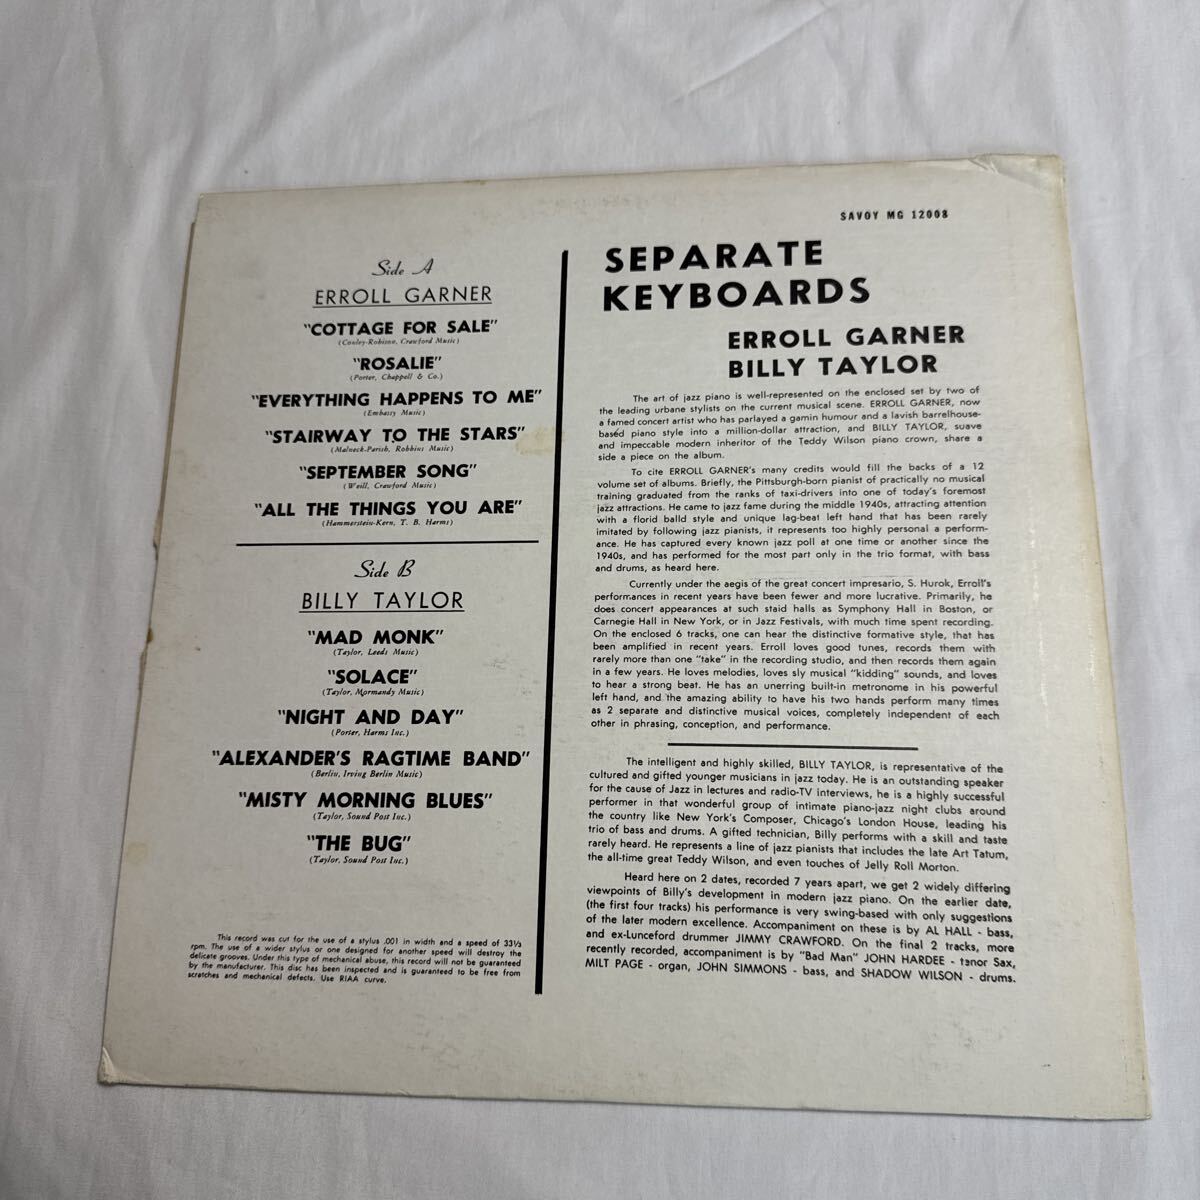 SAVOY MG 12008
Side A
ERROLL GARNER
"COTTAGE FOR SALE"
(Conley-Robison, Crawford Music)
"ROSALIE"
(Porter, Chappell & Co.)
"EVERYTHING HAPPENS TO ME"
(Embassy Music)
"STAIRWAY TO THE STARS"
(Malneck-Parish, Robbins Music)
"SEPTEMBER SONG"
(Weill, Crawford Music)
"ALL THE THINGS YOU ARE"
(Hammerstein-Kern, T. B. Harms)
Side B
BILLY TAYLOR
"MAD MONK"
(Taylor, Leeds Music)
"SOLACE"
(Taylor, Mormandy Music)
"NIGHT AND DAY"
(Porter, Harms Inc.)
"ALEXANDER'S RAGTIME BAND"
(Berlin, Irving Berlin Music)
"MISTY MORNING BLUES"
(Taylor, Sound Post Inc.)
"THE BUG"
(Taylor, Sound Post Inc.)
This record was cut for the use of a stylus .001 in width and a speed of 33⅓
rpm. The use of a wider stylus or one designed for another speed will destroy the
delicate grooves. Under this type of mechanical abuse, this record will not be guaranteed
by the manufacturer. This disc has been inspected and is guaranteed to be free from
scratches and mechanical defects. Use RIAA curve.
SEPARATE
KEYBOARDS
ERROLL GARNER
BILLY TAYLOR
The art of jazz piano is well-represented on the enclosed set by two of
the leading urbane stylists on the current musical scene. ERROLL GARNER, now
a famed concert artist who has parlayed a gamin humour and a lavish barrelhouse-
based piano style into a million-dollar attraction, and BILLY TAYLOR, suave
and impeccable modern inheritor of the Teddy Wilson piano crown, share a
side a piece on the album.
To cite ERROLL GARNER's many credits would fill the backs of a 12
volume set of albums. Briefly, the Pittsburgh-born pianist of practically no musical
training graduated from the ranks of taxi-drivers into one of today's foremost
jazz attractions. He came to jazz fame during the middle 1940s, attracting attention
with a florid balld style and unique lag-beat left hand that has been rarely
imitated by following jazz pianists, it represents too highly personal a perform-
ance. He has captured every known jazz poll at one time or another since the
1940s, and has performed for the most part only in the trio format, with bass
and drums, as heard here.
Currently under the aegis of the great concert impresario, S. Hurok, Erroll's
performances in recent years have been fewer and more lucrative. Primarily, he
does concert appearances at such staid halls as Symphony Hall in Boston, or
Carnegie Hall in New York, or in Jazz Festivals, with much time spent recording.
On the enclosed 6 tracks, one can hear the distinctive formative style, that has
been amplified in recent years. Erroll loves good tunes, records them with
rarely more than one "take" in the recording studio, and then records them again
in a few years. He loves melodies, loves sly musical "kidding" sounds, and loves
to hear a strong beat. He has an unerring built-in metronome in his powerful
left hand, and the amazing ability to have his two hands perform many times
as 2 separate and distinctive musical voices, completely independent of each
other in phrasing, conception, and performance.
The intelligent and highly skilled, BILLY TAYLOR, is representative of the
cultured and gifted younger musicians in jazz today. He is an outstanding speaker
for the cause of Jazz in lectures and radio-TV interviews, he is a highly successful
performer in that wonderful group of intimate piano-jazz night clubs around
the country like New York's Composer, Chicago's London House, leading his
trio of bass and drums. A gifted technician, Billy performs with a skill and taste
rarely heard. He represents a line of jazz pianists that includes the late Art Tatum,
the all-time great Teddy Wilson, and even touches of Jelly Roll Morton.
Heard here on 2 dates, recorded 7 years apart, we get 2 widely differing
viewpoints of Billy's development in modern jazz piano. On the earlier date,
(the first four tracks) his performance is very swing-based with only suggestions
of the later modern excellence. Accompaniment on these is by AL HALL - bass,
and ex-Lunceford drummer JIMMY CRAWFORD. On the final 2 tracks, more
recently recorded, accompaniment is by "Bad Man" JOHN HARDEE - tenor Sax,
MILT PAGE - organ, JOHN SIMMONS - bass, and SHADOW WILSON - drums.